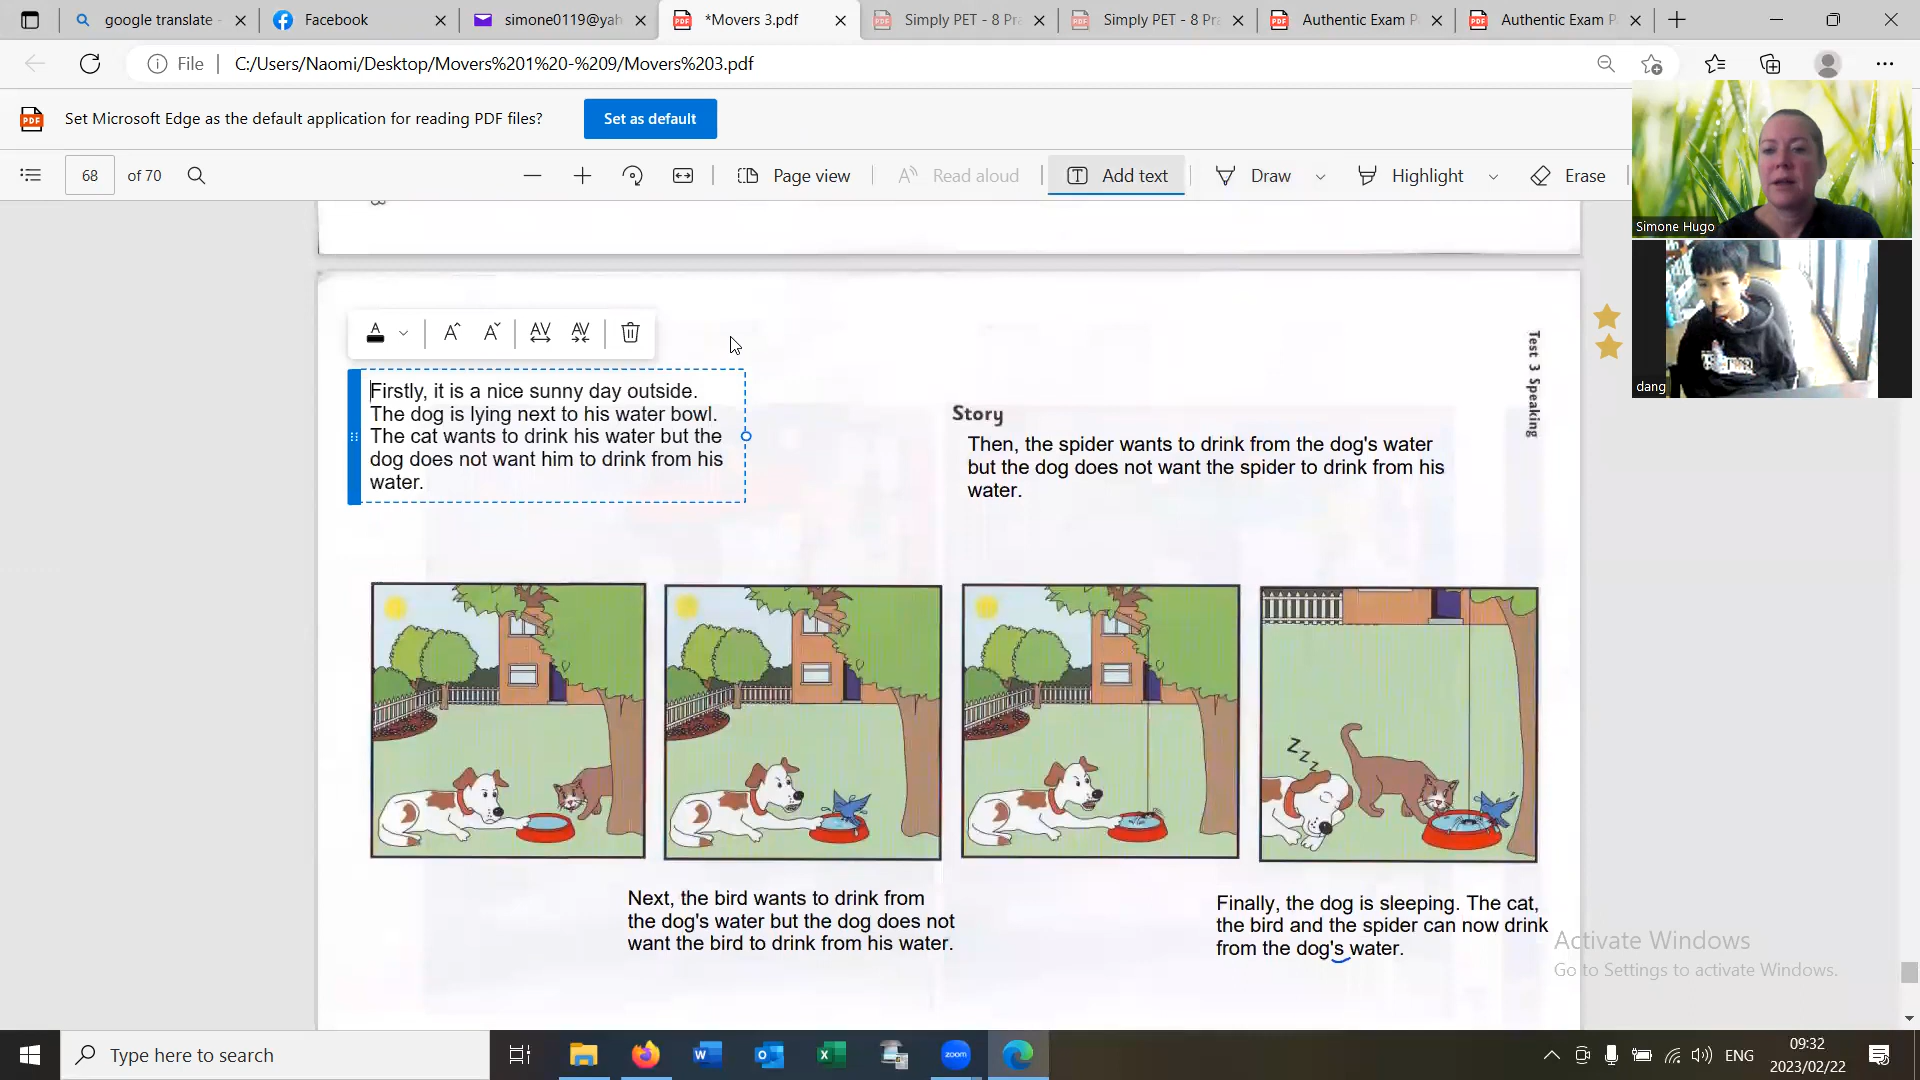 google translate -
Facebook
simone0119@yah
*Movers 3.pdf
Simply PET - 8 Pra
Simply PET - 8 Pra
Authentic Exam P
Authentic Exam P
File
C:/Users/Naomi/Desktop/Movers%201%20-%209/Movers%203.pdf
Set Microsoft Edge as the default application for reading PDF files?
Set as default
68
of 70
Page view
Read aloud
Add text
Draw
Highlight
Erase
Simone Hugo
dang
Test 3 Speaking
Firstly, it is a nice sunny day outside.
The dog is lying next to his water bowl.
The cat wants to drink his water but the
dog does not want him to drink from his
water.
Story
Then, the spider wants to drink from the dog's water
but the dog does not want the spider to drink from his
water.
Zzz
Next, the bird wants to drink from
the dog's water but the dog does not
want the bird to drink from his water.
Finally, the dog is sleeping. The cat,
the bird and the spider can now drink
from the dog's water.
Activate Windows
Go to Settings to activate Windows.
Type here to search
zoom
ENG
09:32
2023/02/22